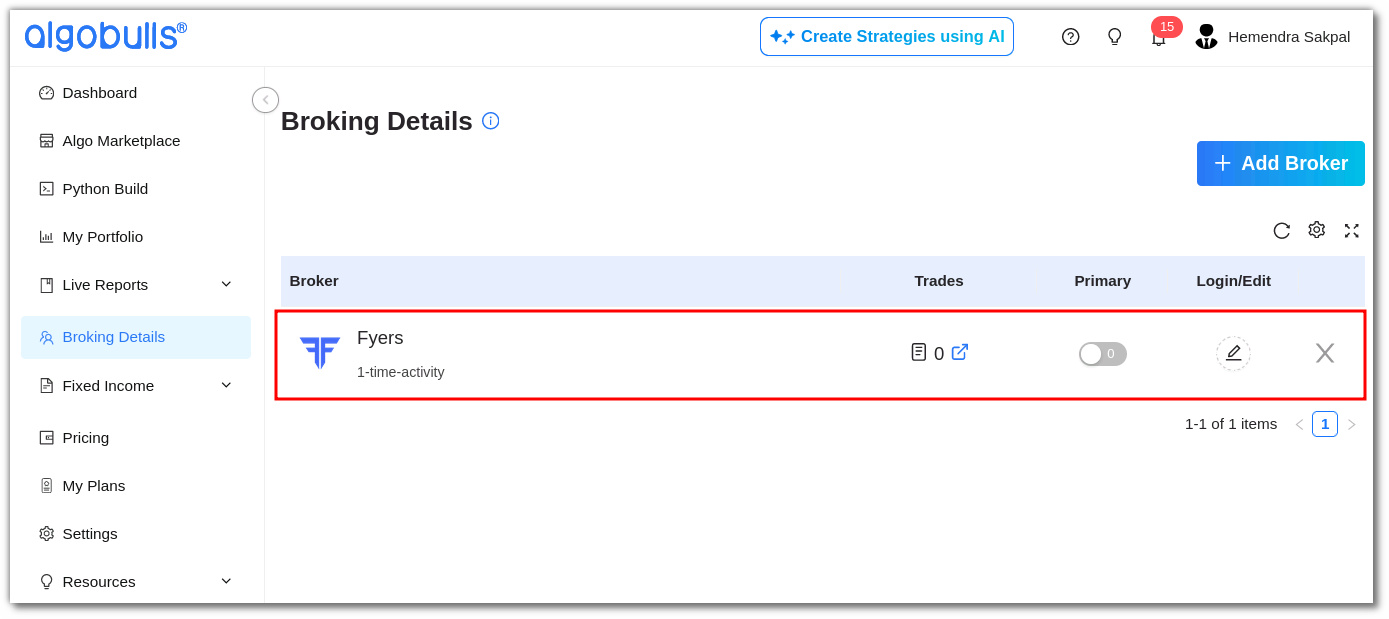 algobulls®
Create Strategies using AI
15
Hemendra Sakpal
Dashboard
Algo Marketplace
Python Build
My Portfolio
Live Reports
Broking Details
Fixed Income
Pricing
My Plans
Settings
Resources
Broking Details
Add Broker
Broker Trades Primary Login/Edit
Fyers
1-time-activity
0
0
1-1 of 1 items
1